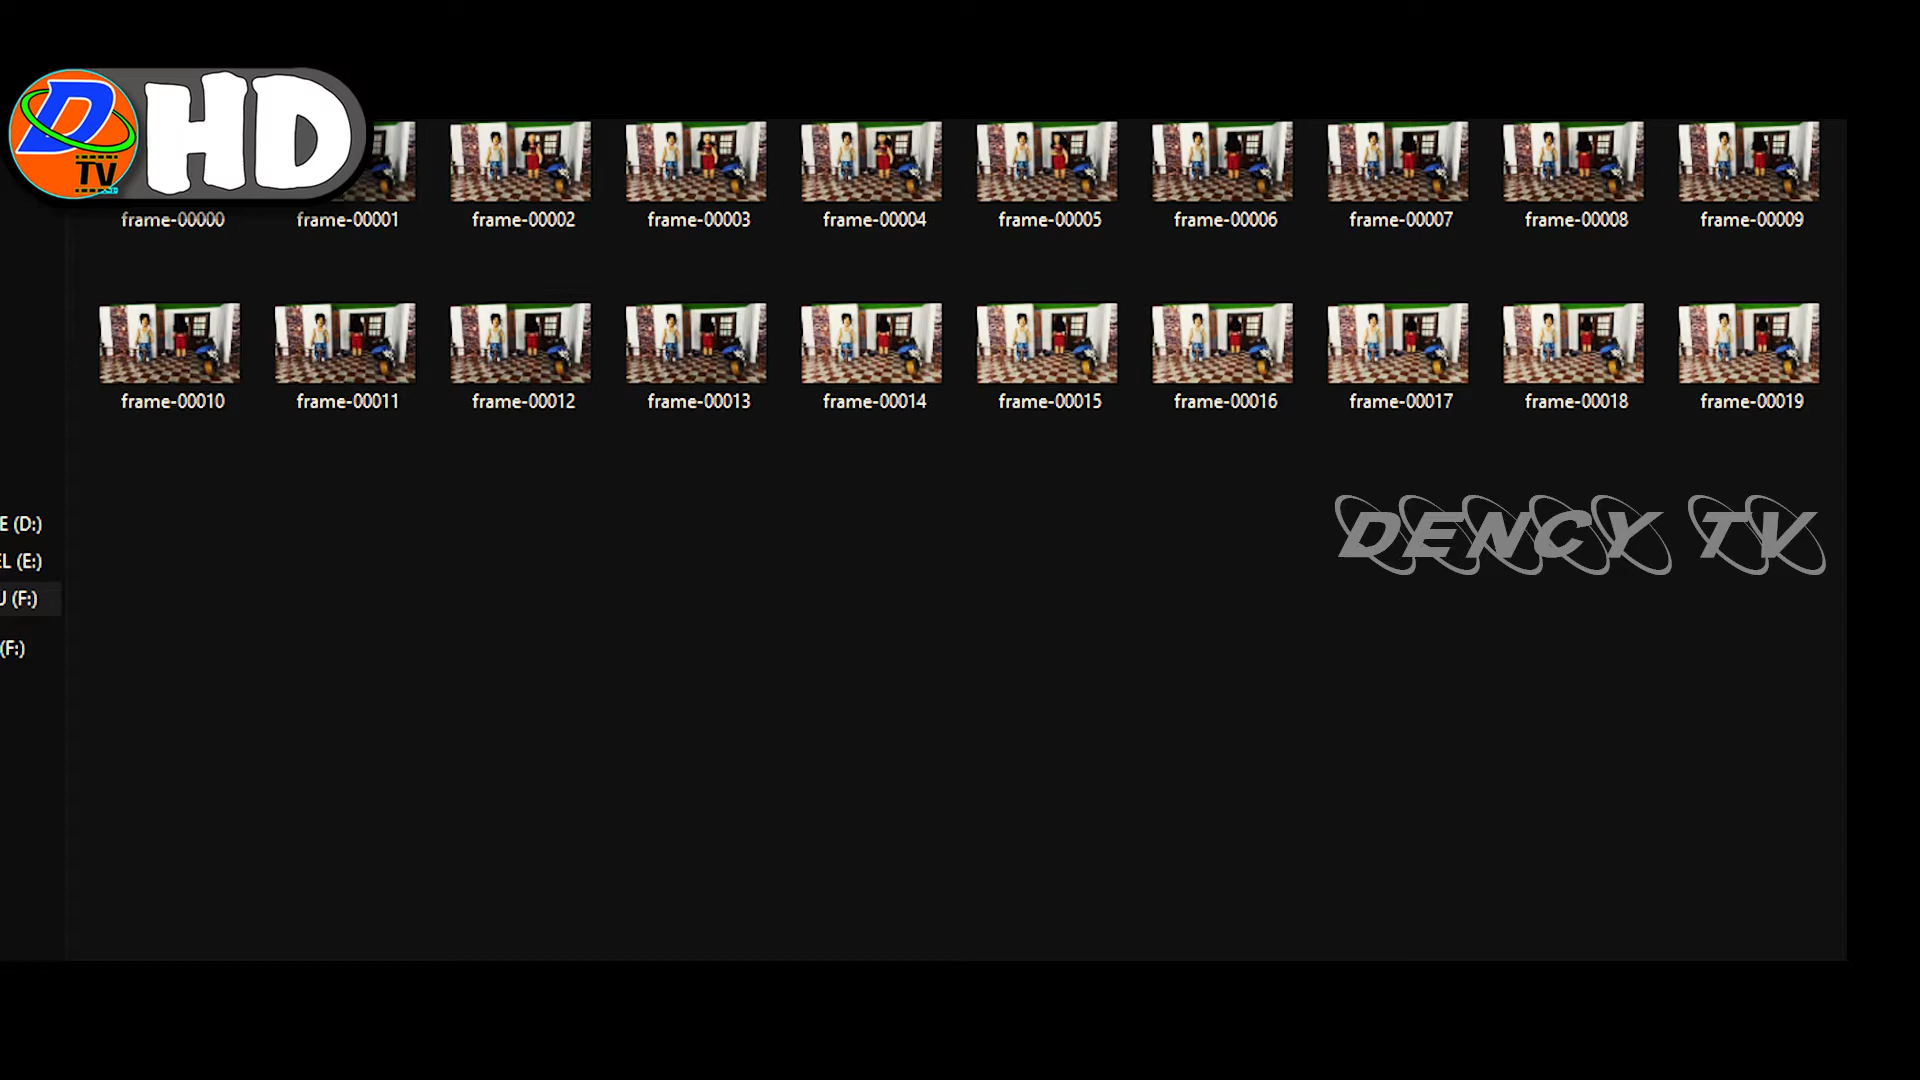 D TV HD
frame-00000 frame-00001 frame-00002 frame-00003 frame-00004 frame-00005 frame-00006 frame-00007 frame-00008 frame-00009
frame-00010 frame-00011 frame-00012 frame-00013 frame-00014 frame-00015 frame-00016 frame-00017 frame-00018 frame-00019
E (D:)
DENCY TV
EL (E:)
U (F:)
(F:)